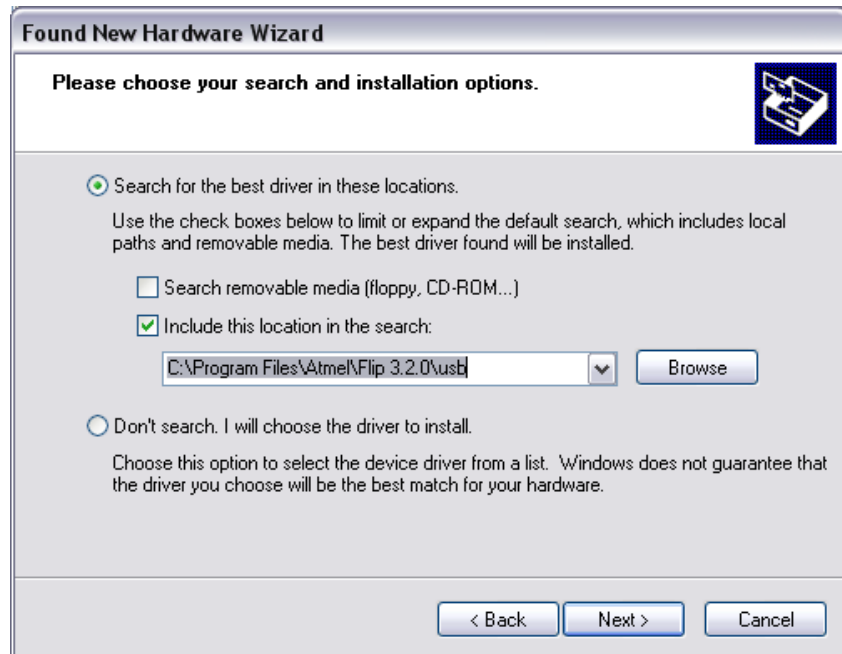 Found New Hardware Wizard
Please choose your search and installation options.
Search for the best driver in these locations.
Use the check boxes below to limit or expand the default search, which includes local
paths and removable media. The best driver found will be installed.
Search removable media (floppy, CD-ROM...)
Include this location in the search:
C:\Program Files\Atmel\Flip 3.2.0\usb
Browse
Don't search. I will choose the driver to install.
Choose this option to select the device driver from a list. Windows does not guarantee that
the driver you choose will be the best match for your hardware.
< Back Next > Cancel